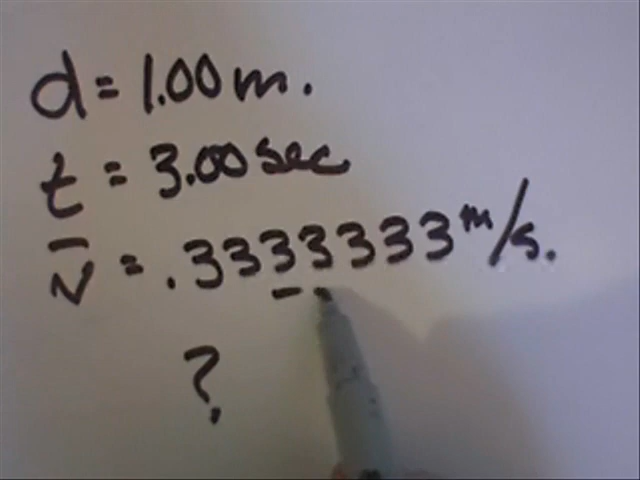 d = 1.00 m.
t = 3.00 sec
v̄ = .3333333 m/s.
?